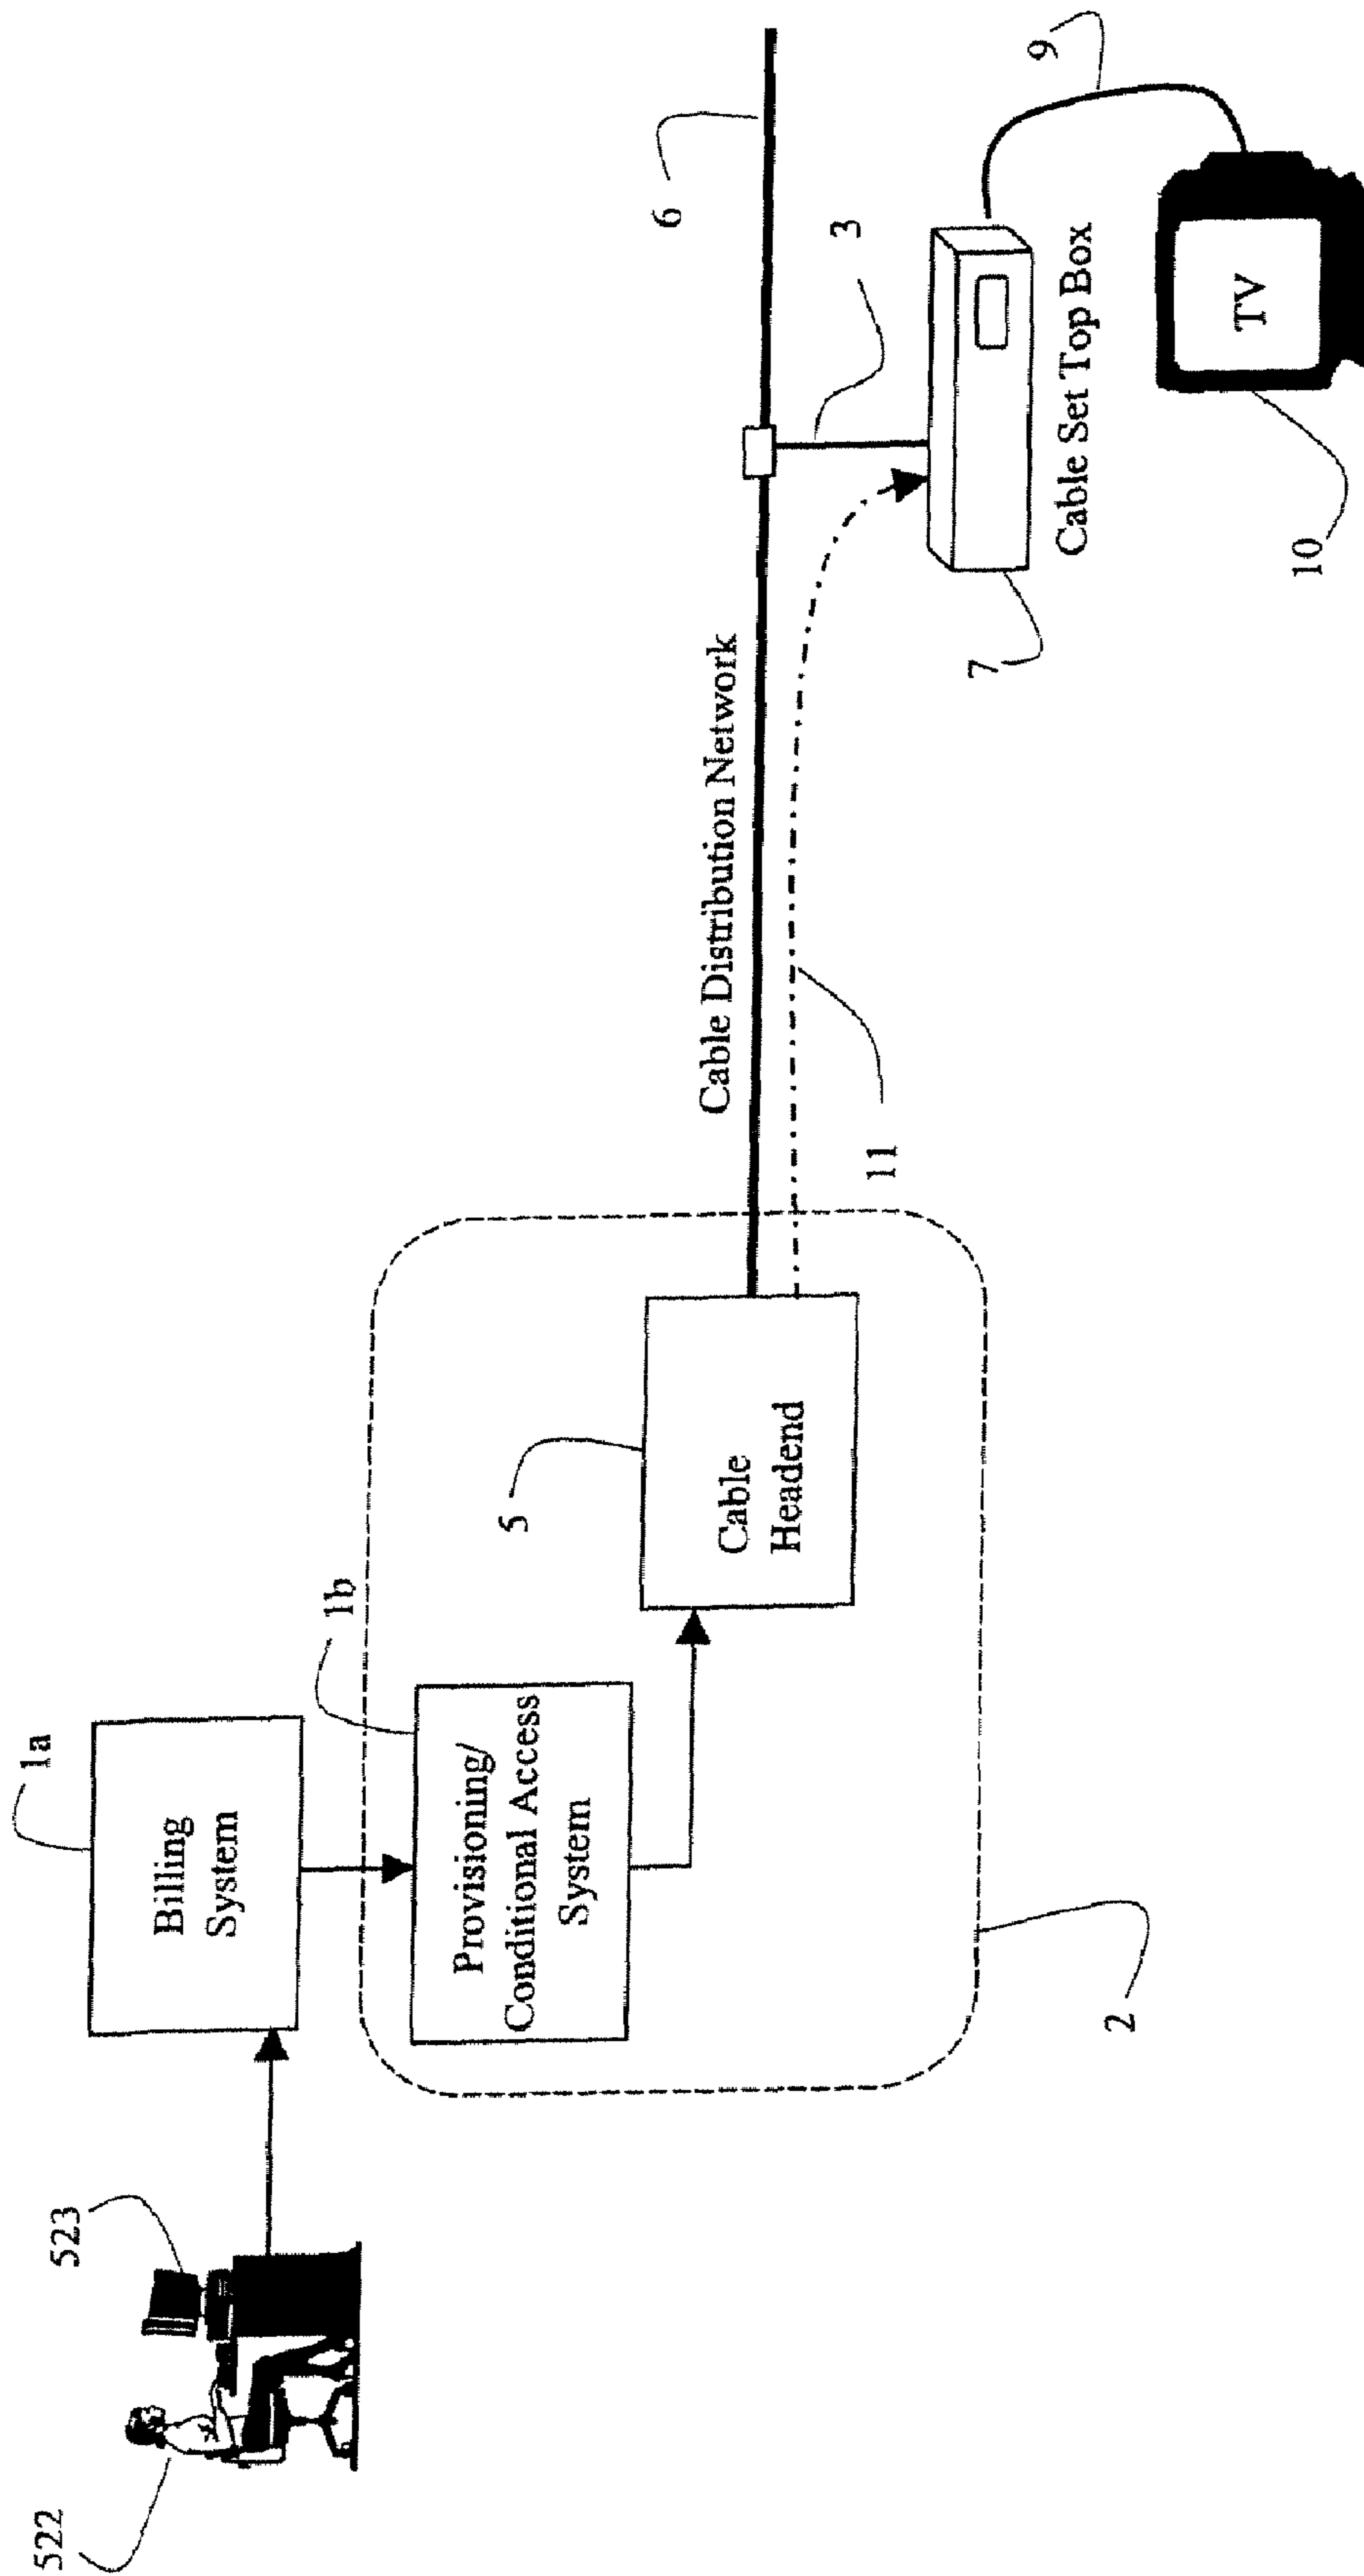 522
523
1a
Billing
System
1b
Provisioning/
Conditional Access
System
2
5
Cable
Headend
Cable Distribution Network
11
6
3
7
Cable Set Top Box
9
TV
10